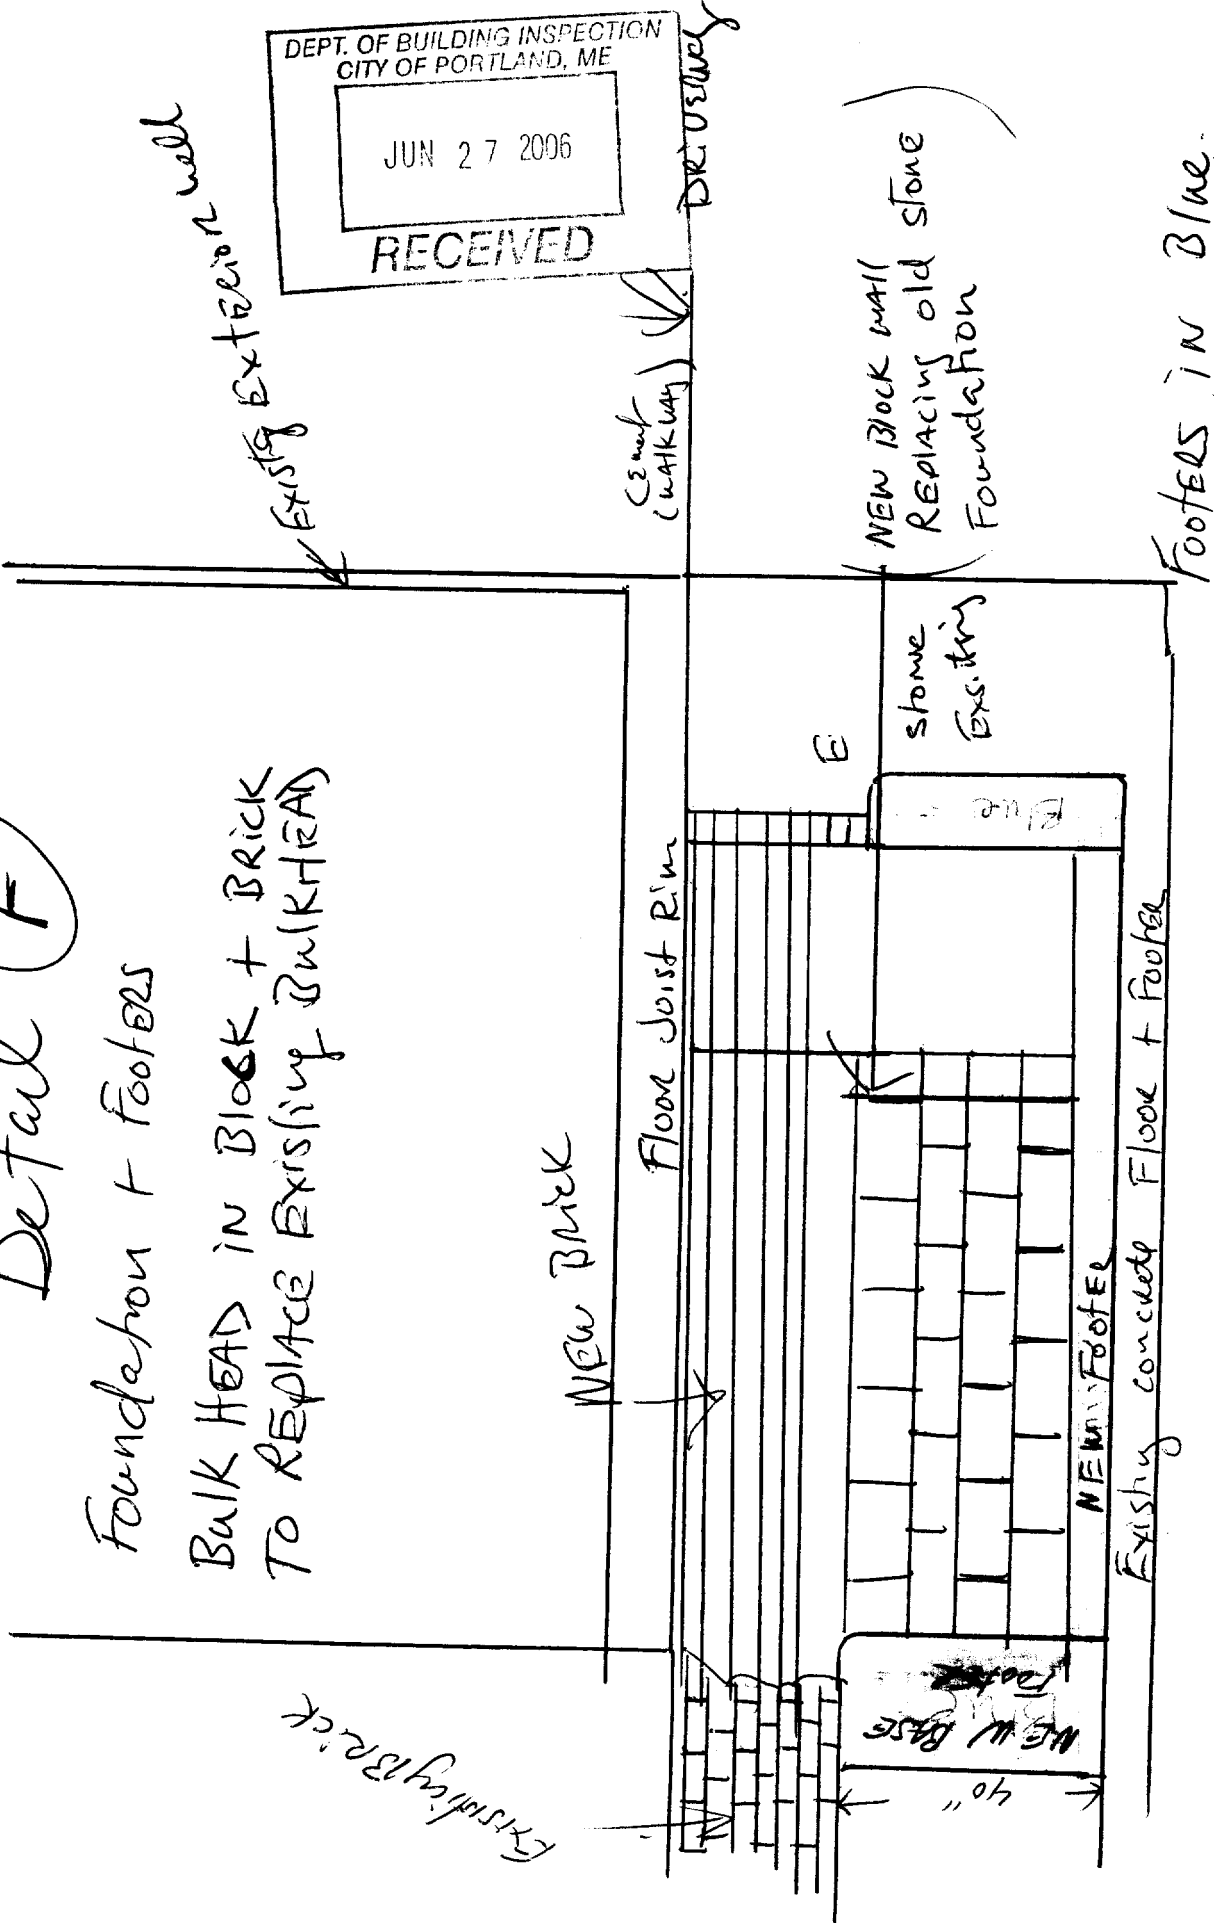 Detail F
Foundation + Footers
Bulk HEAD IN Block + BRick
To REplACE Existing BulkHEAD
Existing Exterior wall
DEPT. OF BUILDING INSPECTION
CITY OF PORTLAND, ME
JUN 27 2006
RECEIVED
DRiveway
Cement
walkway
NEW Brick
Floor Joist Rim
Existing BRick
E
stone
Exsiting
NEW Block wall
REplAcing old stone
Foundation
Blue
NEW BASE
Footer
40"
NEW FootER
Existing concrete Floor + Footer
FootERS iN Blue.